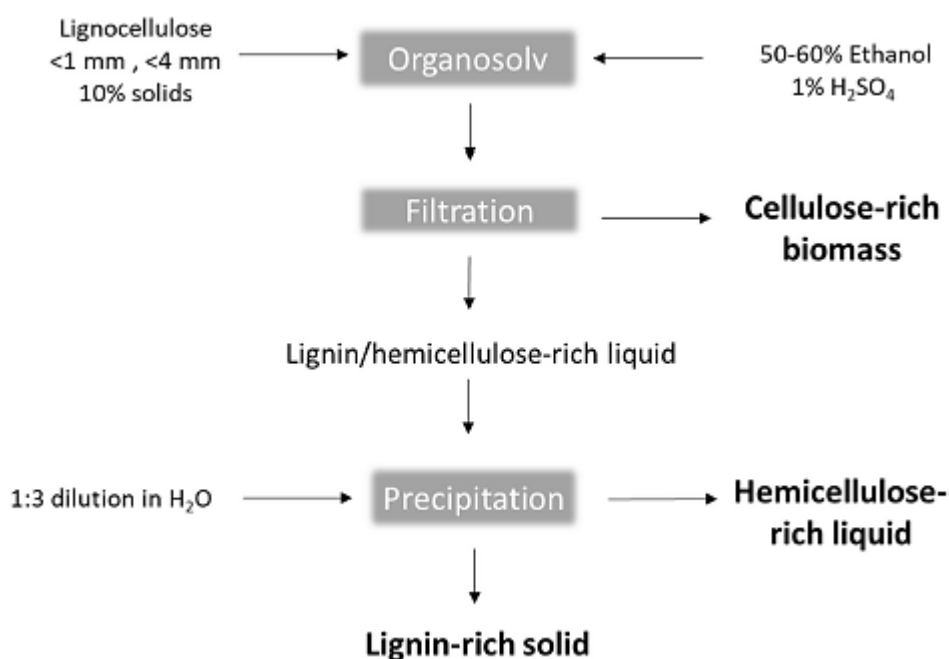 Lignocellulose
<1 mm , <4 mm
10% solids
Organosolv
50-60% Ethanol
1% H₂SO₄
Filtration
Cellulose-rich
biomass
Lignin/hemicellulose-rich liquid
1:3 dilution in H₂O
Precipitation
Hemicellulose-
rich liquid
Lignin-rich solid